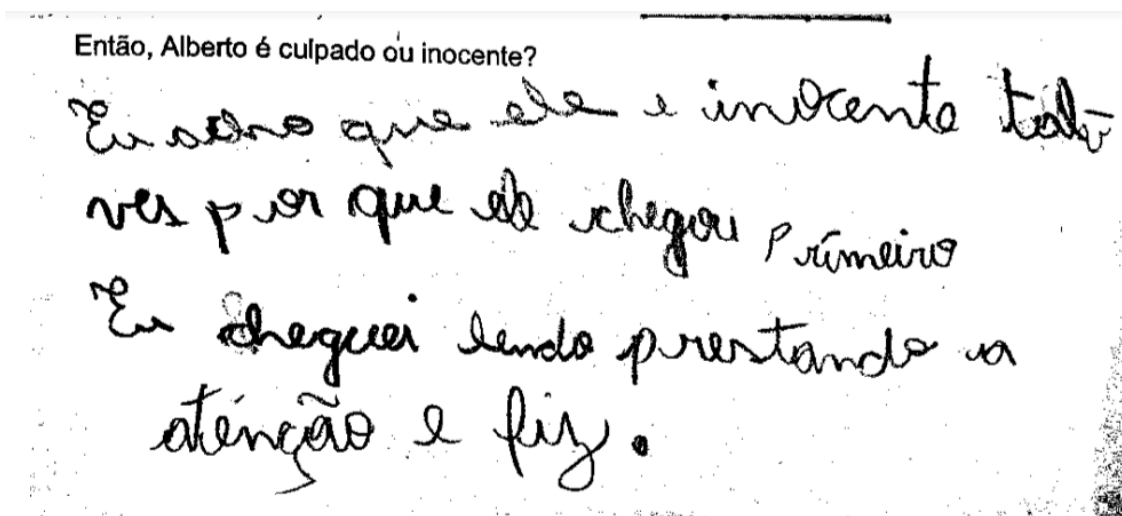 Então, Alberto é culpado ou inocente?
Eu acho que ele e inocente tal
ves por que ele chegou primeiro
Eu cheguei lendo prestando a
atenção e fiz.